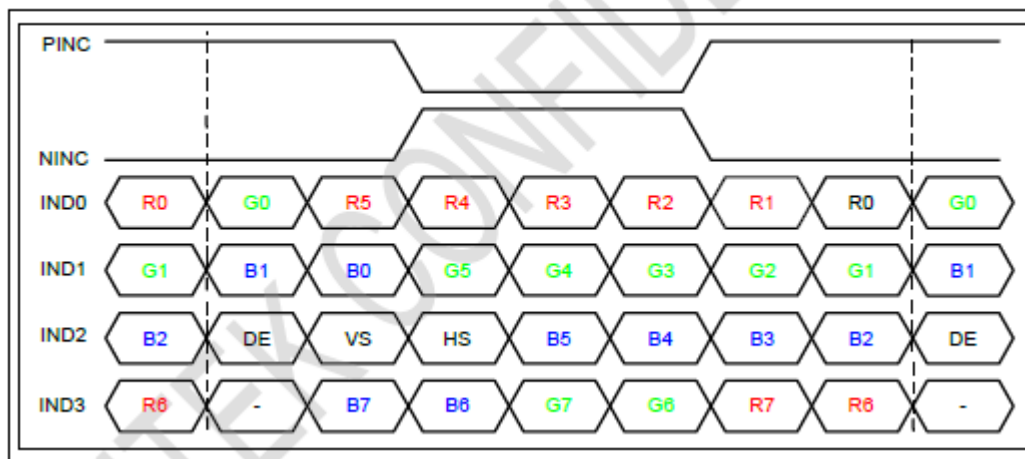 PINC
NINC
IND0 R0 G0 R5 R4 R3 R2 R1 R0 G0
IND1 G1 B1 B0 G5 G4 G3 G2 G1 B1
IND2 B2 DE VS HS B5 B4 B3 B2 DE
IND3 R6 - B7 B6 G7 G6 R7 R6 -
TEK CONFID